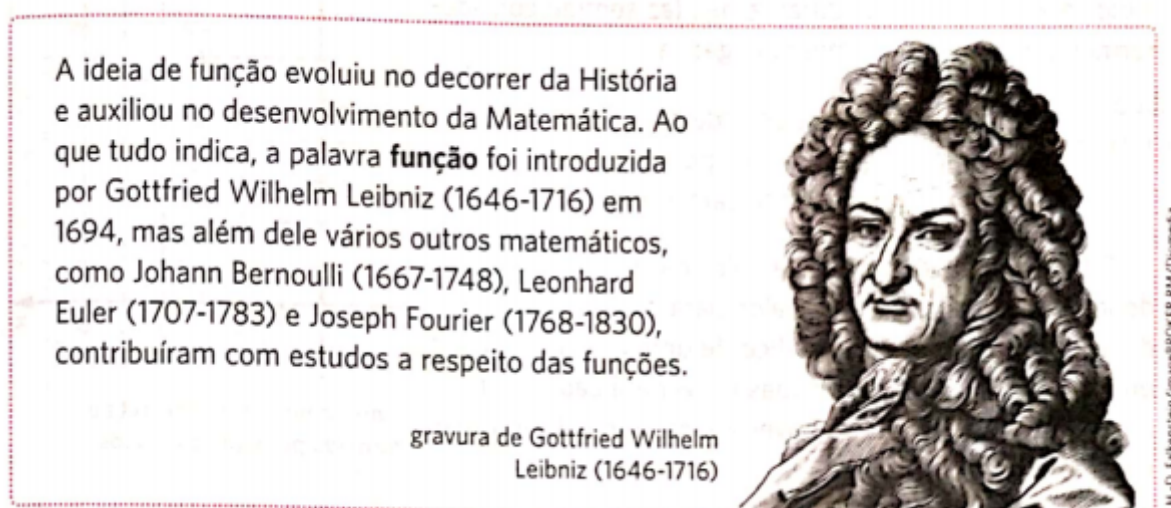 A ideia de função evoluiu no decorrer da História
e auxiliou no desenvolvimento da Matemática. Ao
que tudo indica, a palavra função foi introduzida
por Gottfried Wilhelm Leibniz (1646-1716) em
1694, mas além dele vários outros matemáticos,
como Johann Bernoulli (1667-1748), Leonhard
Euler (1707-1783) e Joseph Fourier (1768-1830),
contribuíram com estudos a respeito das funções.
gravura de Gottfried Wilhelm
Leibniz (1646-1716)